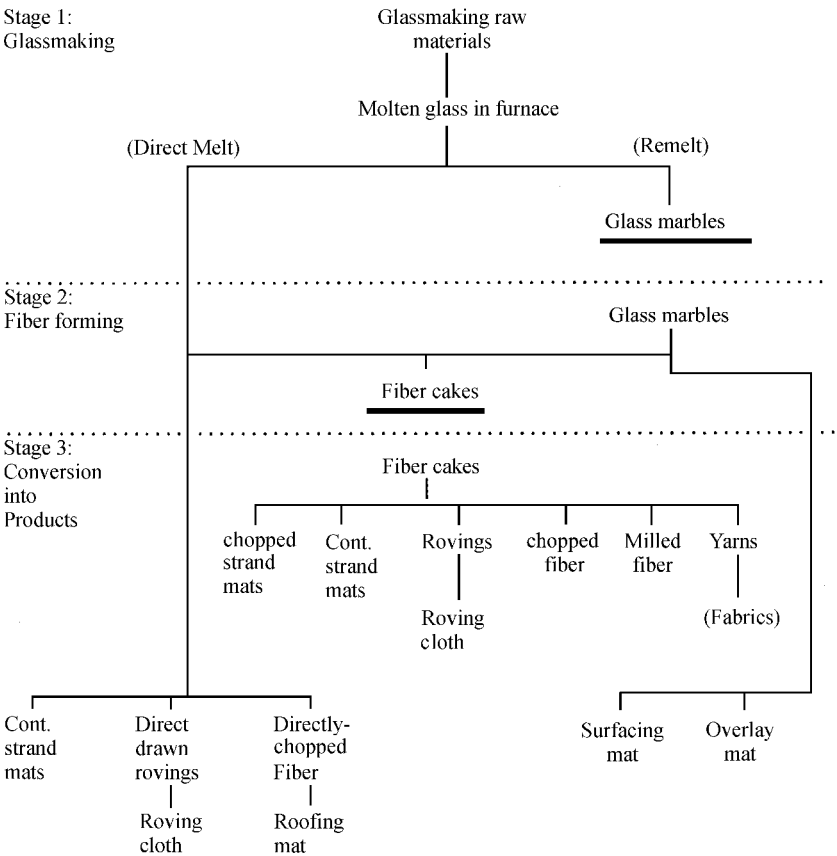 Stage 1:
Glassmaking
Glassmaking raw
materials
Molten glass in furnace
(Direct Melt)
(Remelt)
Glass marbles
Stage 2:
Fiber forming
Glass marbles
Fiber cakes
Stage 3:
Conversion
into
Products
Fiber cakes
chopped
strand
mats
Cont.
strand
mats
Rovings
Roving
cloth
chopped
fiber
Milled
fiber
Yarns
(Fabrics)
Cont.
strand
mats
Direct
drawn
rovings
Roving
cloth
Directly-
chopped
Fiber
Roofing
mat
Surfacing
mat
Overlay
mat